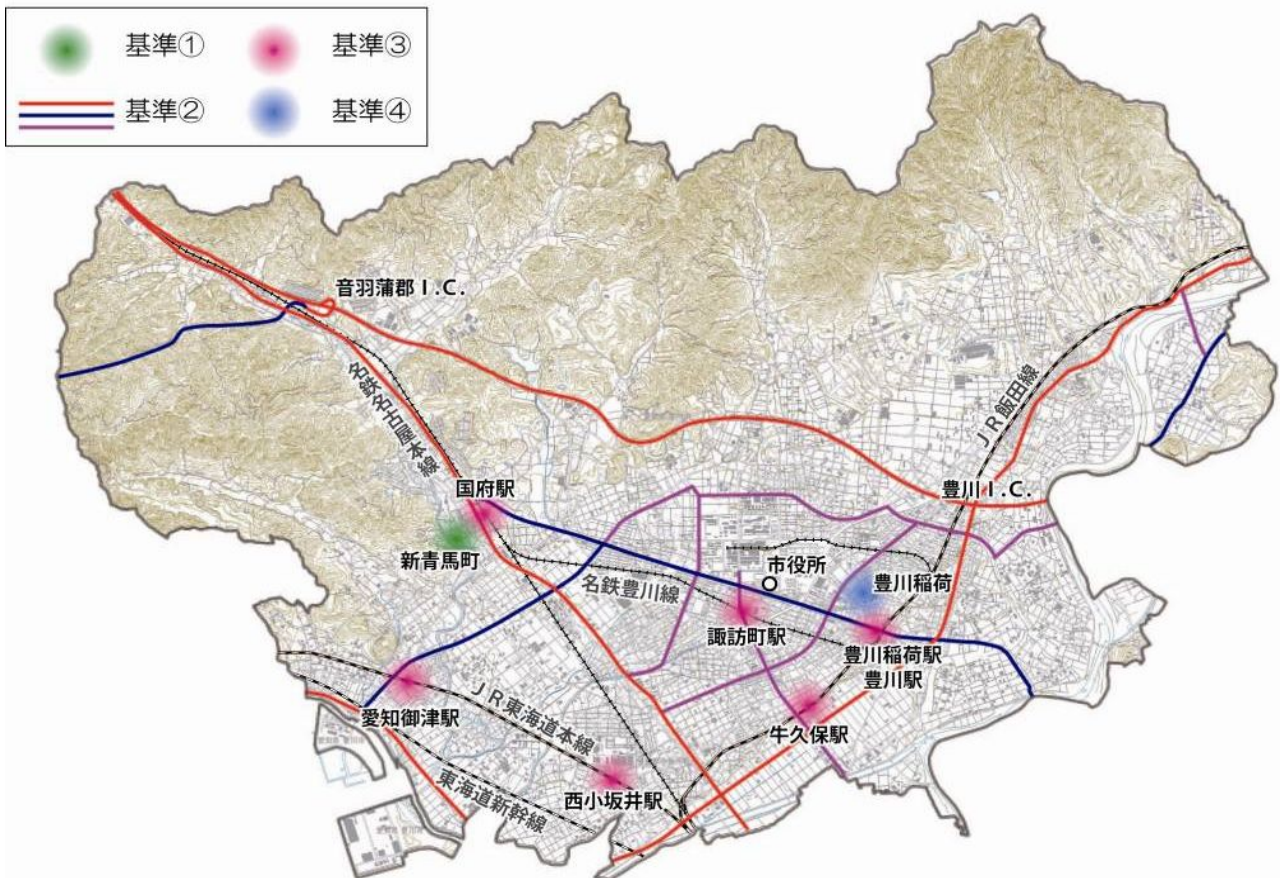 基準①
基準③
基準②
基準④
音羽蒲郡 I.C.
名鉄名古屋本線
JR飯田線
国府駅
豊川 I.C.
新青馬町
市役所
豊川稲荷
名鉄豊川線
諏訪町駅
豊川稲荷駅
豊川駅
愛知御津駅
JR東海道本線
牛久保駅
西小坂井駅
東海道新幹線